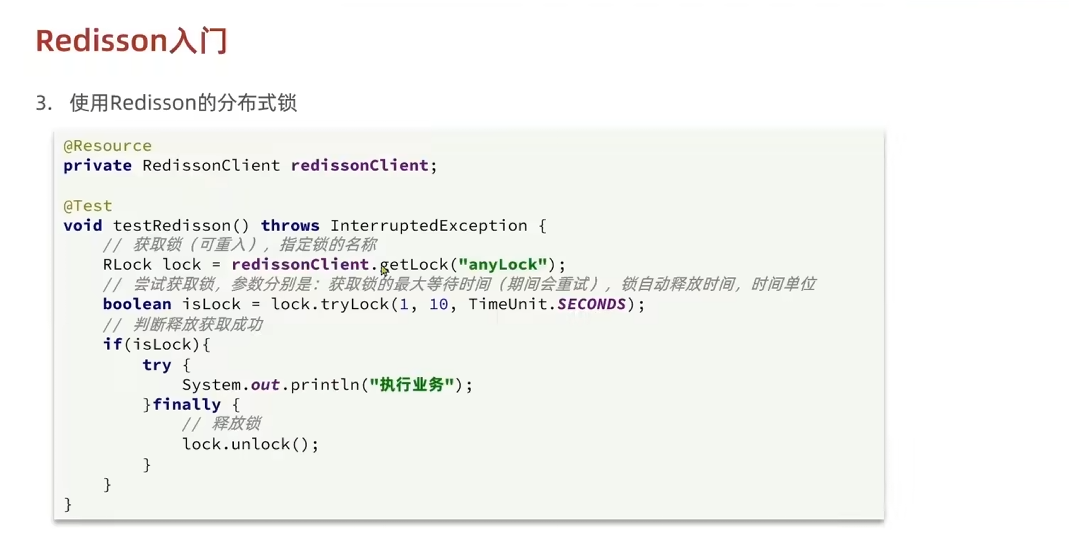 Redisson入门
3. 使用Redisson的分布式锁
@Resource
private RedissonClient redissonClient;
@Test
void testRedisson() throws InterruptedException {
// 获取锁（可重入），指定锁的名称
RLock lock = redissonClient.getLock("anyLock");
// 尝试获取锁，参数分别是：获取锁的最大等待时间（期间会重试），锁自动释放时间，时间单位
boolean isLock = lock.tryLock(1, 10, TimeUnit.SECONDS);
// 判断释放获取成功
if(isLock){
try {
System.out.println("执行业务");
}finally {
// 释放锁
lock.unlock();
}
}
}